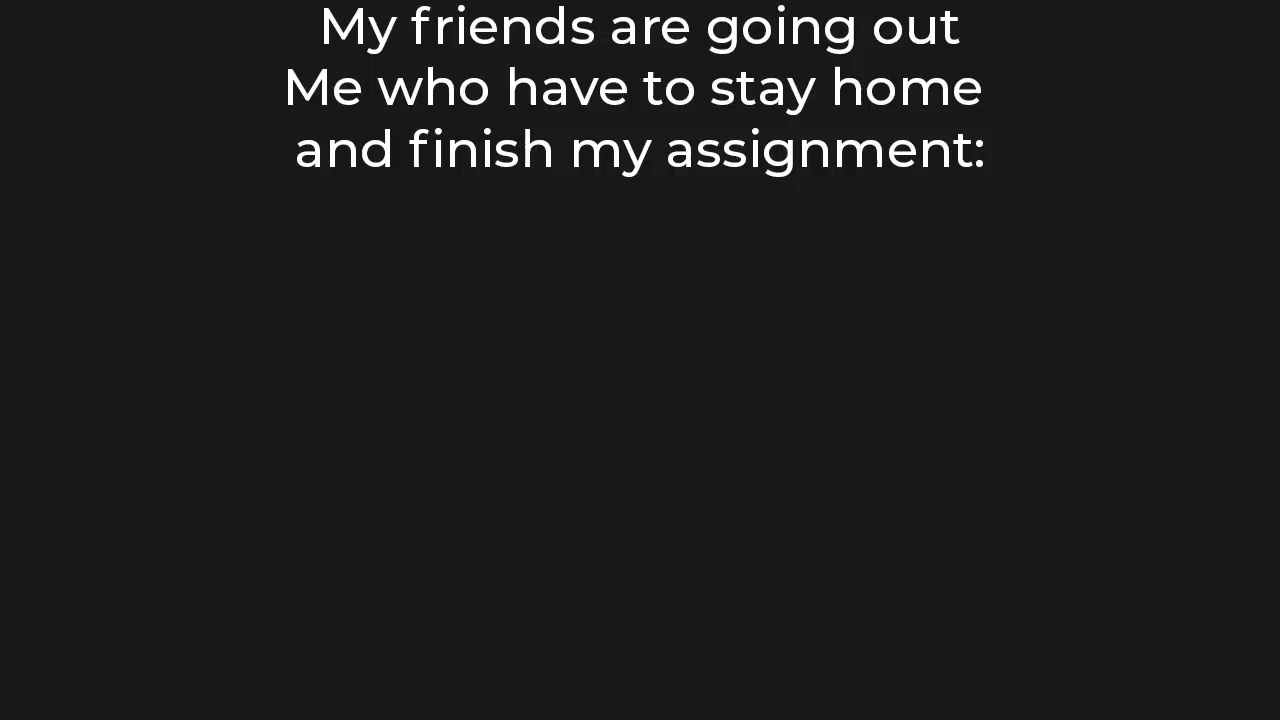 My friends are going out
Me who have to stay home
and finish my assignment: